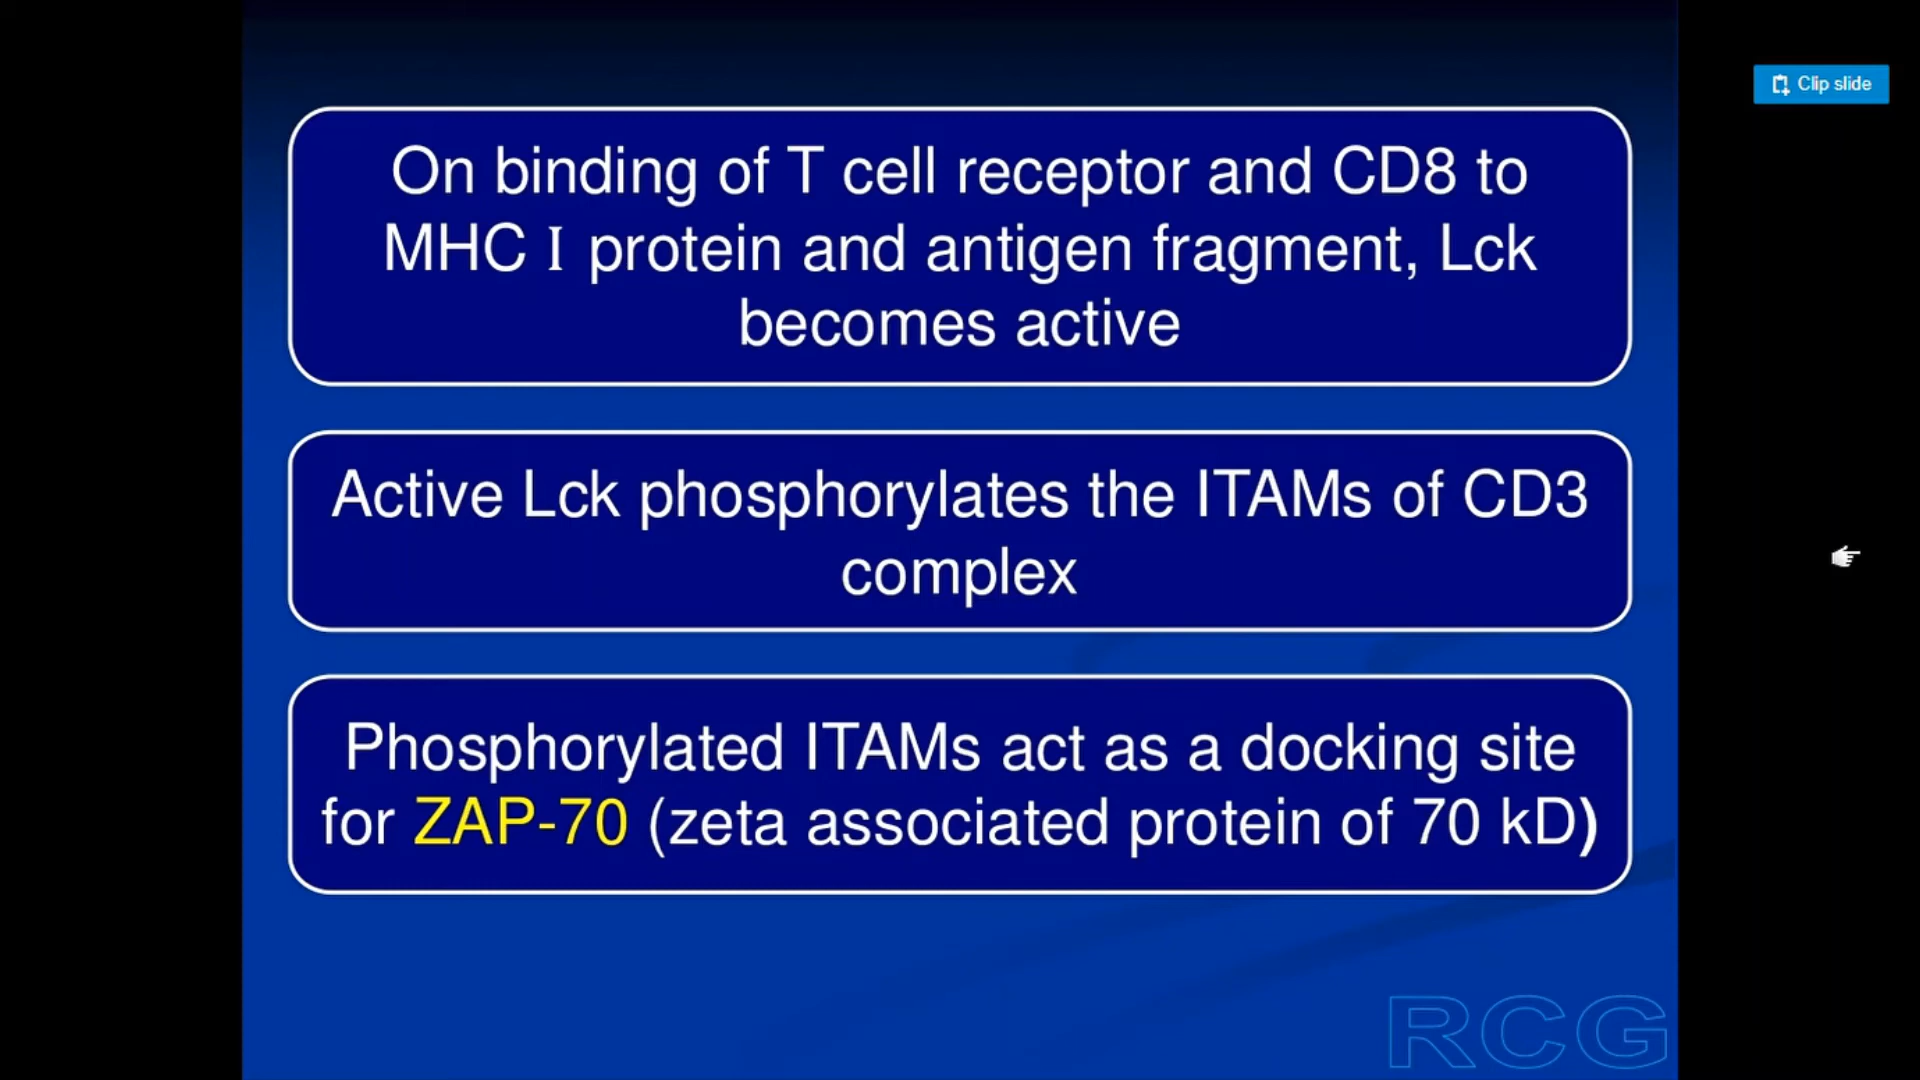 Clip slide
On binding of T cell receptor and CD8 to
MHC I protein and antigen fragment, Lck
becomes active
Active Lck phosphorylates the ITAMs of CD3
complex
Phosphorylated ITAMs act as a docking site
for ZAP-70 (zeta associated protein of 70 kD)
RCG